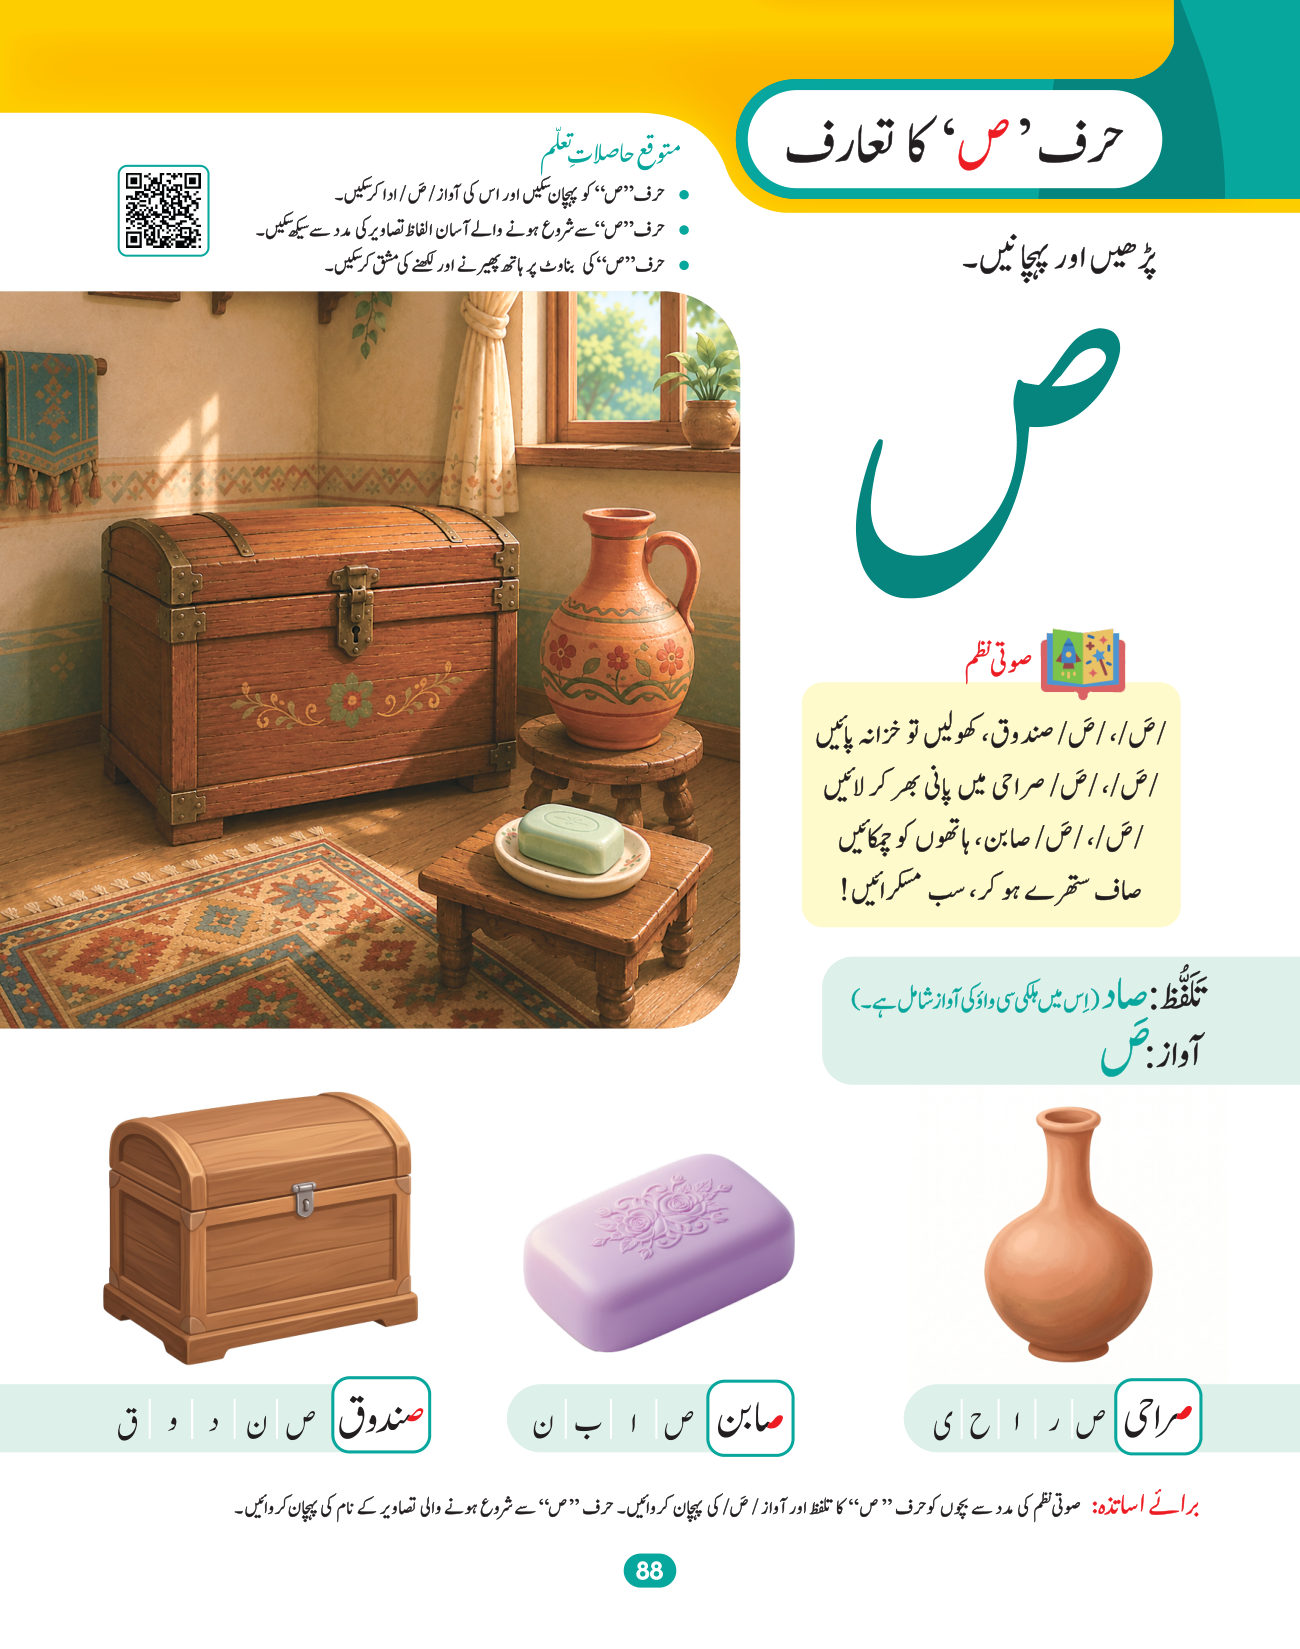 حرف ’ص‘ کا تعارف
متوقع حاصلاتِ تعلّم
حرف”ص“ کو پہچان سکیں اور اس کی آواز /صَ/ ادا کر سکیں۔
حرف”ص“سے شروع ہونے والے آسان الفاظ تصاویر کی مدد سے سیکھ سکیں۔
حرف”ص“کی بناوٹ پر ہاتھ پھیرنے اور لکھنے کی مشق کر سکیں۔
پڑھیں اور پہچانیں۔
ص
صوتی نظم
/صَ/، /صَ/ صندوق، کھولیں تو خزانہ پائیں
/صَ/، /صَ/ صراحی میں پانی بھر کر لائیں
/صَ/، /صَ/ صابن، ہاتھوں کو چمکائیں
صاف ستھرے ہو کر، سب مسکرائیں!
تَلَفُّظ: صاد (اِس میں ہلکی سی واؤ کی آواز شامل ہے۔)
آواز: صَ
صراحی ص | ر | ا | ح | ی
صابن ص | ا | ب | ن
صندوق ص | ن | د | و | ق
برائے اساتذہ: صوتی نظم کی مدد سے بچوں کو حرف ”ص“ کا تلفظ اور آواز /صَ/ کی پہچان کروائیں۔ حرف ”ص“ سے شروع ہونے والی تصاویر کے نام کی پہچان کروائیں۔
88